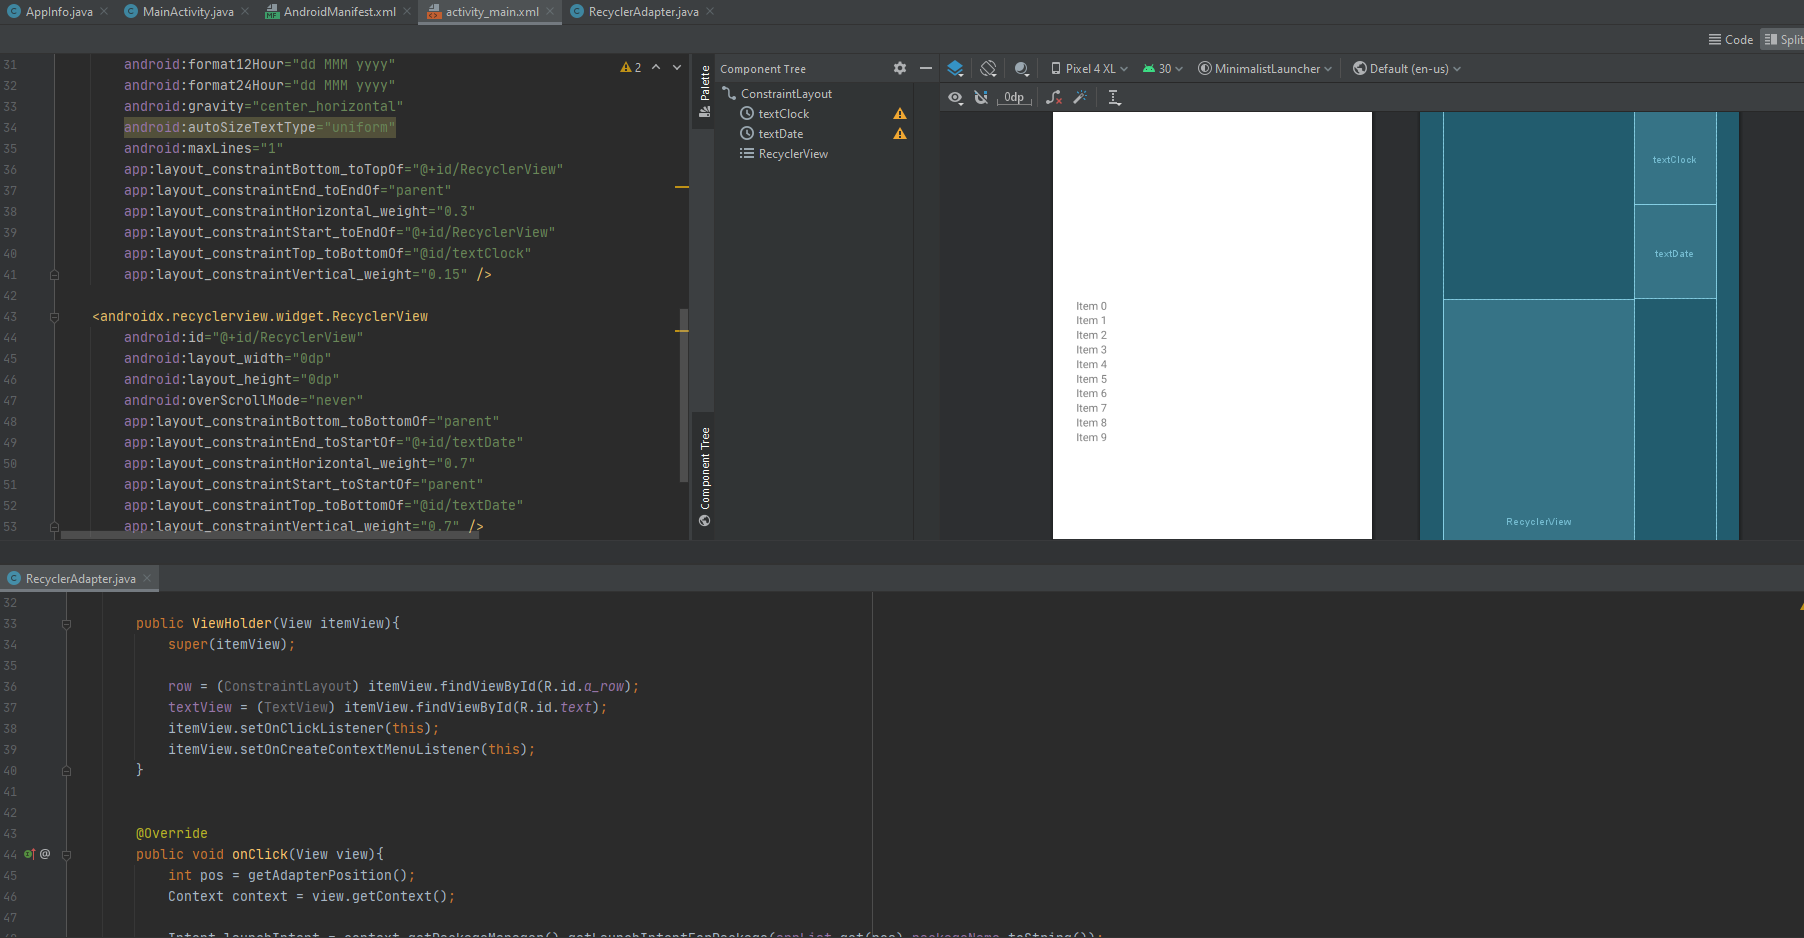 AppInfo.java MainActivity.java AndroidManifest.xml activity_main.xml RecyclerAdapter.java
Code Split
31 android:format12Hour="dd MMM yyyy"
32 android:format24Hour="dd MMM yyyy"
33 android:gravity="center_horizontal"
34 android:autoSizeTextType="uniform"
35 android:maxLines="1"
36 app:layout_constraintBottom_toTopOf="@+id/RecyclerView"
37 app:layout_constraintEnd_toEndOf="parent"
38 app:layout_constraintHorizontal_weight="0.3"
39 app:layout_constraintStart_toEndOf="@+id/RecyclerView"
40 app:layout_constraintTop_toBottomOf="@id/textClock"
41 app:layout_constraintVertical_weight="0.15" />
42
43 <androidx.recyclerview.widget.RecyclerView
44 android:id="@+id/RecyclerView"
45 android:layout_width="0dp"
46 android:layout_height="0dp"
47 android:overScrollMode="never"
48 app:layout_constraintBottom_toBottomOf="parent"
49 app:layout_constraintEnd_toStartOf="@+id/textDate"
50 app:layout_constraintHorizontal_weight="0.7"
51 app:layout_constraintStart_toStartOf="parent"
52 app:layout_constraintTop_toBottomOf="@id/textDate"
53 app:layout_constraintVertical_weight="0.7" />
2
Palette
Component Tree
Component Tree
ConstraintLayout
textClock
textDate
RecyclerView
Pixel 4 XL 30 MinimalistLauncher Default (en-us)
0dp
Item 0
Item 1
Item 2
Item 3
Item 4
Item 5
Item 6
Item 7
Item 8
Item 9
textClock
textDate
RecyclerView
RecyclerAdapter.java
32
33 public ViewHolder(View itemView){
34 super(itemView);
35
36 row = (ConstraintLayout) itemView.findViewById(R.id.a_row);
37 textView = (TextView) itemView.findViewById(R.id.text);
38 itemView.setOnClickListener(this);
39 itemView.setOnCreateContextMenuListener(this);
40 }
41
42
43 @Override
44 @ public void onClick(View view){
45 int pos = getAdapterPosition();
46 Context context = view.getContext();
47
48 Intent launchIntent = context.getPackageManager().getLaunchIntentForPackage(appList.get(pos).packageName.toString());